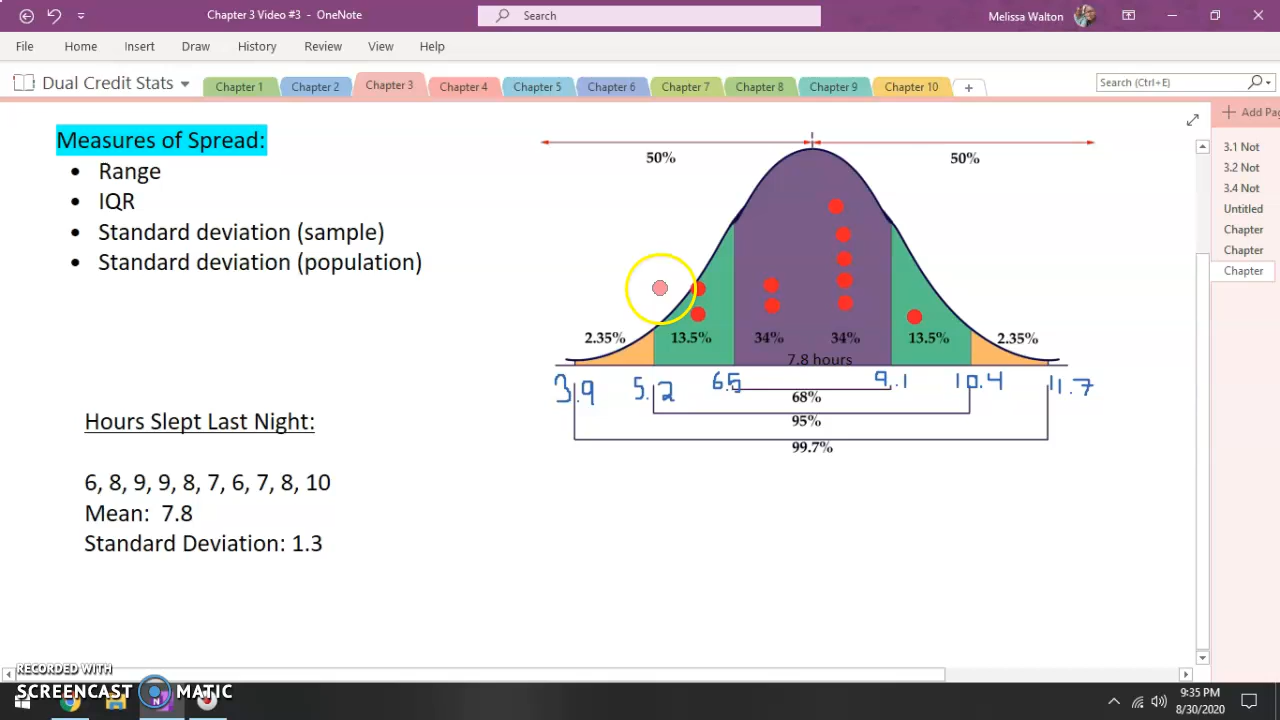 Chapter 3 Video #3 - OneNote
Search
Melissa Walton
File Home Insert Draw History Review View Help
Dual Credit Stats
Chapter 1 Chapter 2 Chapter 3 Chapter 4 Chapter 5 Chapter 6 Chapter 7 Chapter 8 Chapter 9 Chapter 10 +
Search (Ctrl+E)
Add Pag
3.1 Not
3.2 Not
3.4 Not
Untitled
Chapter
Chapter
Chapter
Measures of Spread:
• Range
• IQR
• Standard deviation (sample)
• Standard deviation (population)
50% 50%
2.35% 13.5% 34% 34% 13.5% 2.35%
7.8 hours
3.9 5.2 6.5 9.1 10.4 11.7
68%
95%
99.7%
Hours Slept Last Night:
6, 8, 9, 9, 8, 7, 6, 7, 8, 10
Mean: 7.8
Standard Deviation: 1.3
RECORDED WITH
SCREENCAST MATIC
9:35 PM
8/30/2020